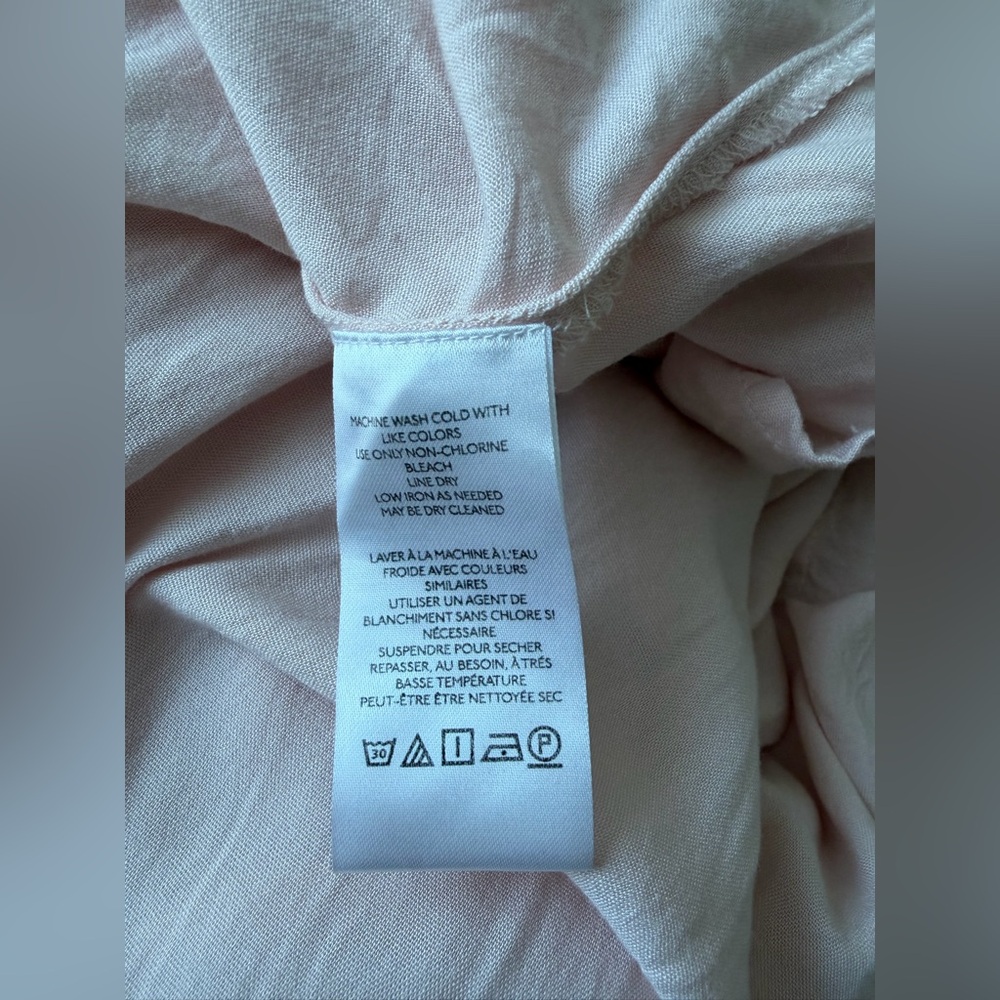 MACHINE WASH COLD WITH
LIKE COLORS
USE ONLY NON-CHLORINE
BLEACH
LINE DRY
LOW IRON AS NEEDED
MAY BE DRY CLEANED
LAVER À LA MACHINE À L'EAU
FROIDE AVEC COULEURS
SIMILAIRES
UTILISER UN AGENT DE
BLANCHIMENT SANS CHLORE SI
NÉCESSAIRE
SUSPENDRE POUR SECHER
REPASSER, AU BESOIN, À TRÉS
BASSE TEMPÉRATURE
PEUT-ÊTRE ÊTRE NETTOYÉE SEC
30 P